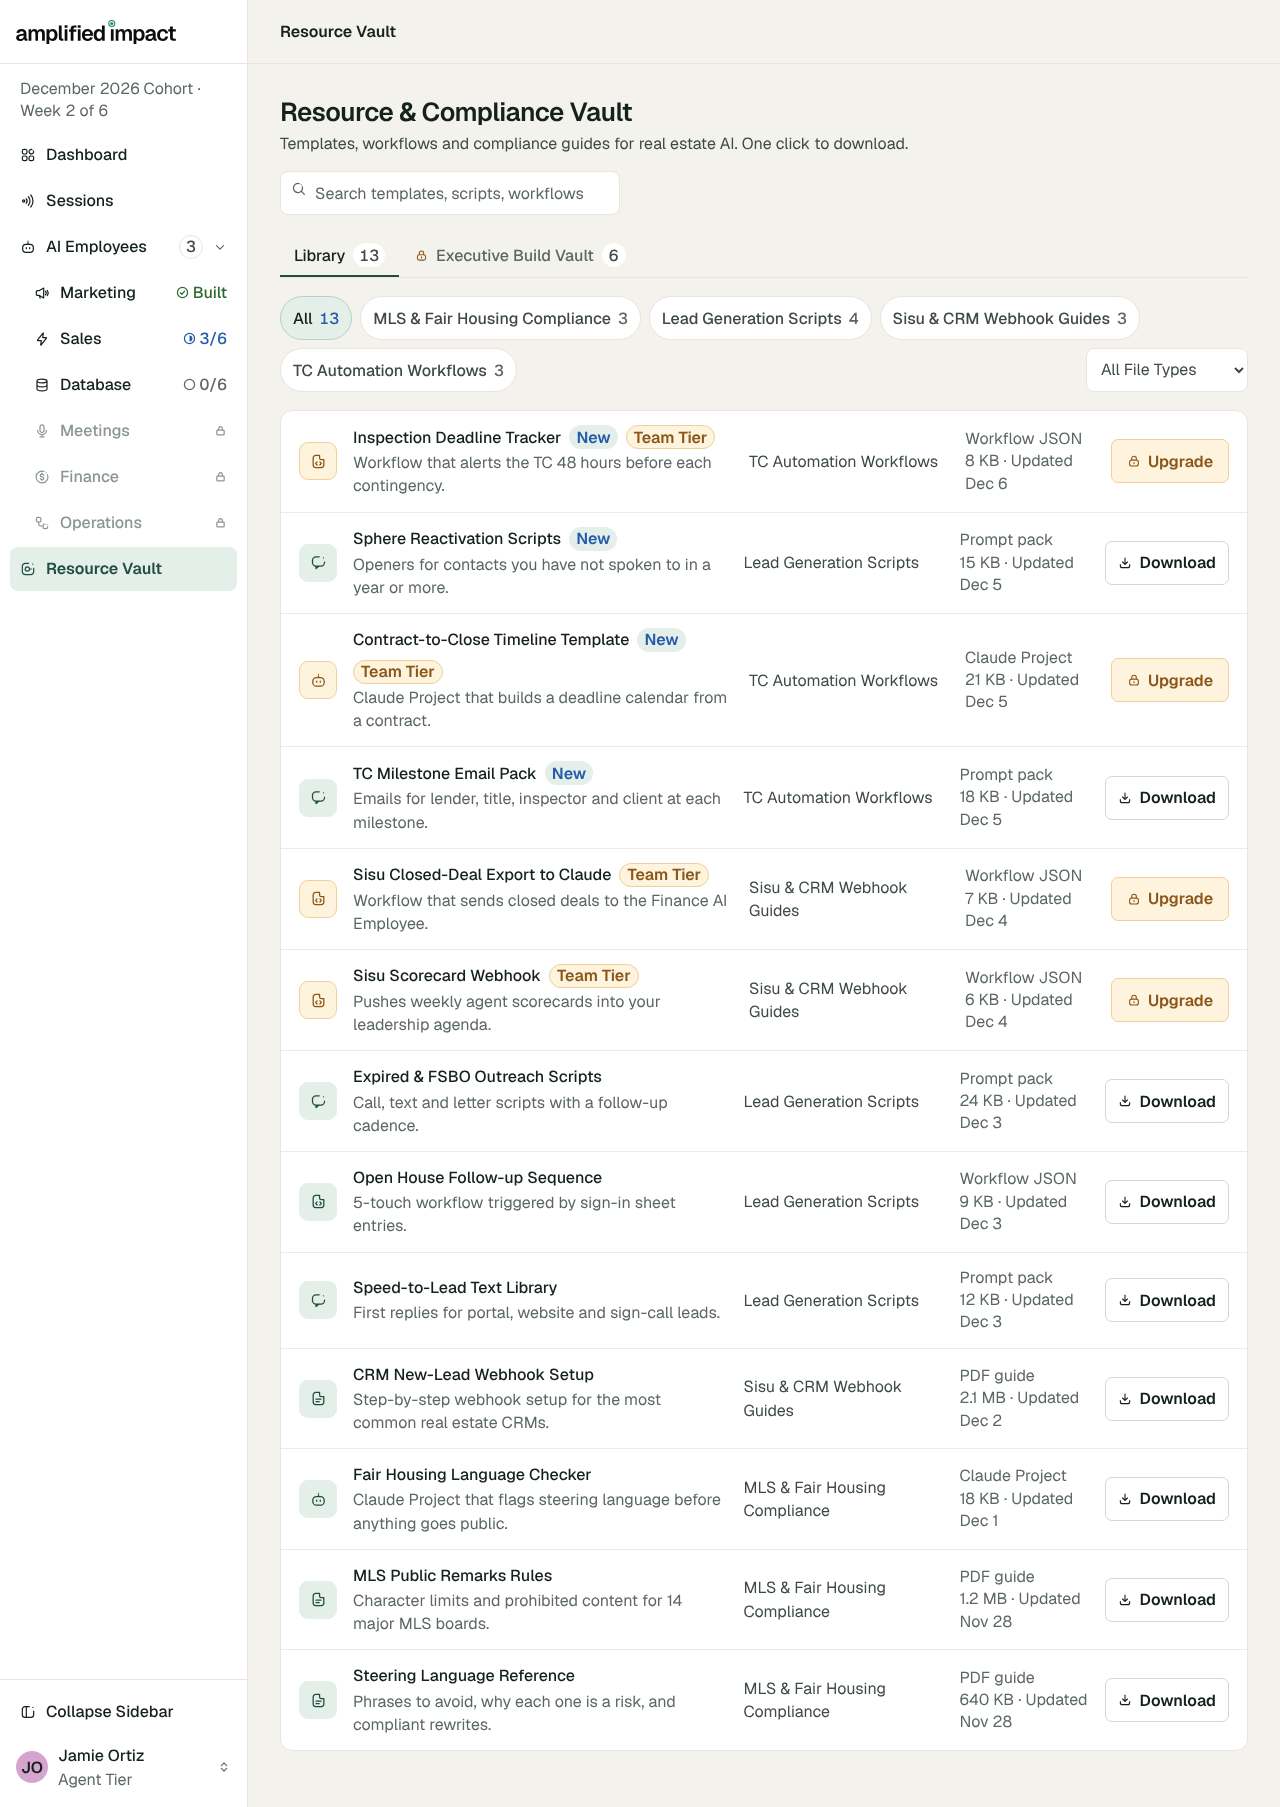 amplified impact
Resource Vault
December 2026 Cohort ·
Week 2 of 6
Dashboard
Sessions
AI Employees 3
Marketing Built
Sales 3/6
Database 0/6
Meetings
Finance
Operations
Resource Vault
Collapse Sidebar
JO
Jamie Ortiz
Agent Tier
Resource & Compliance Vault
Templates, workflows and compliance guides for real estate AI. One click to download.
Search templates, scripts, workflows
Library 13 Executive Build Vault 6
All 13 MLS & Fair Housing Compliance 3 Lead Generation Scripts 4 Sisu & CRM Webhook Guides 3
TC Automation Workflows 3 All File Types
Inspection Deadline Tracker New Team Tier
Workflow that alerts the TC 48 hours before each
contingency.
TC Automation Workflows
Workflow JSON
8 KB · Updated
Dec 6
Upgrade
Sphere Reactivation Scripts New
Openers for contacts you have not spoken to in a
year or more.
Lead Generation Scripts
Prompt pack
15 KB · Updated
Dec 5
Download
Contract-to-Close Timeline Template New
Team Tier
Claude Project that builds a deadline calendar from
a contract.
TC Automation Workflows
Claude Project
21 KB · Updated
Dec 5
Upgrade
TC Milestone Email Pack New
Emails for lender, title, inspector and client at each
milestone.
TC Automation Workflows
Prompt pack
18 KB · Updated
Dec 5
Download
Sisu Closed-Deal Export to Claude Team Tier
Workflow that sends closed deals to the Finance AI
Employee.
Sisu & CRM Webhook
Guides
Workflow JSON
7 KB · Updated
Dec 4
Upgrade
Sisu Scorecard Webhook Team Tier
Pushes weekly agent scorecards into your
leadership agenda.
Sisu & CRM Webhook
Guides
Workflow JSON
6 KB · Updated
Dec 4
Upgrade
Expired & FSBO Outreach Scripts
Call, text and letter scripts with a follow-up
cadence.
Lead Generation Scripts
Prompt pack
24 KB · Updated
Dec 3
Download
Open House Follow-up Sequence
5-touch workflow triggered by sign-in sheet
entries.
Lead Generation Scripts
Workflow JSON
9 KB · Updated
Dec 3
Download
Speed-to-Lead Text Library
First replies for portal, website and sign-call leads.
Lead Generation Scripts
Prompt pack
12 KB · Updated
Dec 3
Download
CRM New-Lead Webhook Setup
Step-by-step webhook setup for the most
common real estate CRMs.
Sisu & CRM Webhook
Guides
PDF guide
2.1 MB · Updated
Dec 2
Download
Fair Housing Language Checker
Claude Project that flags steering language before
anything goes public.
MLS & Fair Housing
Compliance
Claude Project
18 KB · Updated
Dec 1
Download
MLS Public Remarks Rules
Character limits and prohibited content for 14
major MLS boards.
MLS & Fair Housing
Compliance
PDF guide
1.2 MB · Updated
Nov 28
Download
Steering Language Reference
Phrases to avoid, why each one is a risk, and
compliant rewrites.
MLS & Fair Housing
Compliance
PDF guide
640 KB · Updated
Nov 28
Download